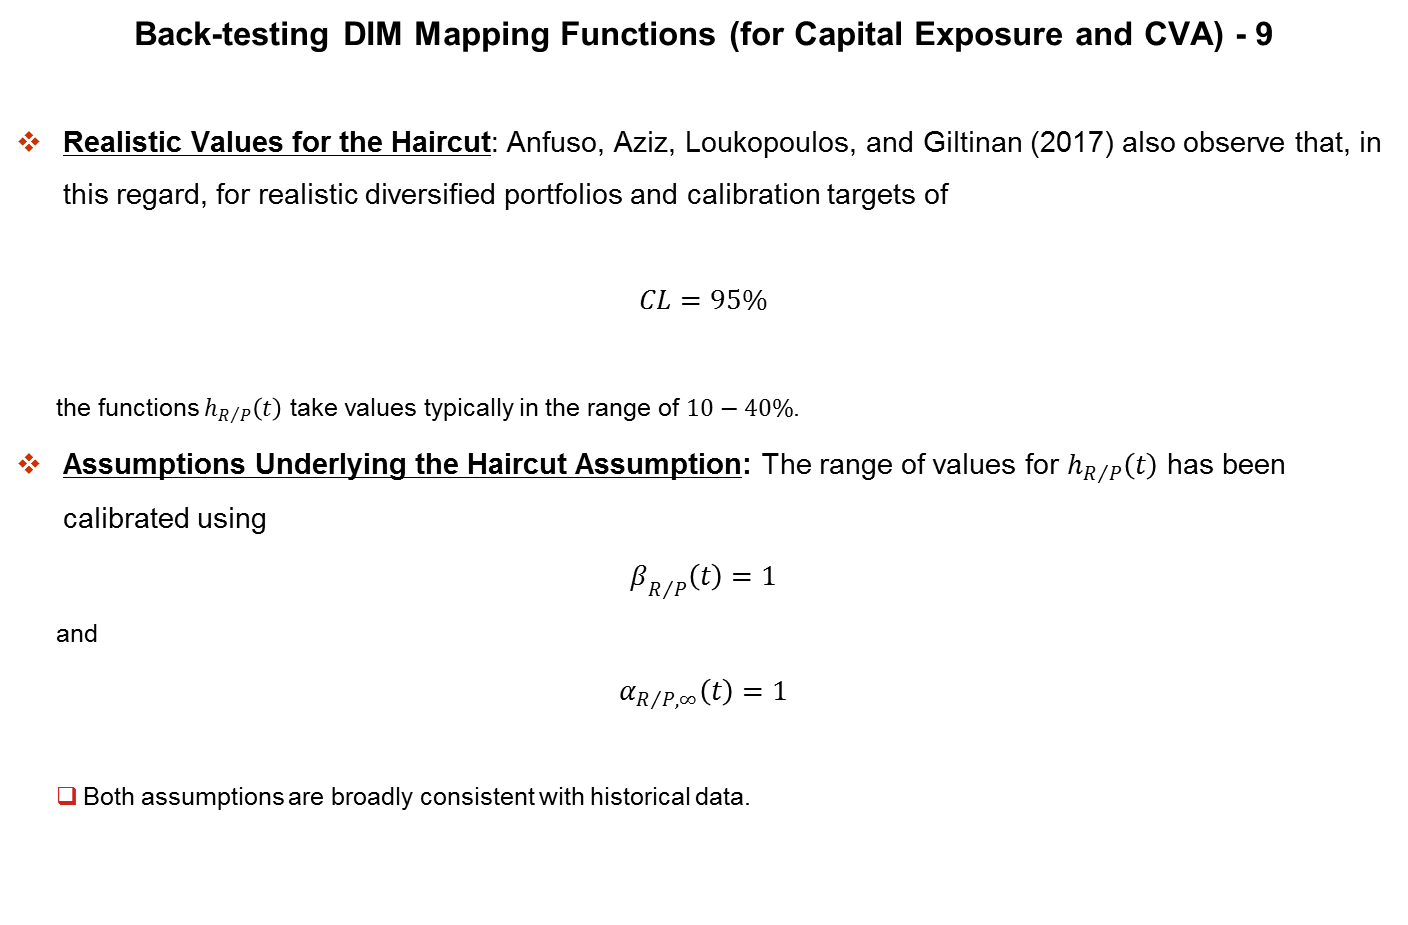 Back-testing DIM Mapping Functions (for Capital Exposure and CVA) - 9
❖ Realistic Values for the Haircut: Anfuso, Aziz, Loukopoulos, and Giltinan (2017) also observe that, in
this regard, for realistic diversified portfolios and calibration targets of
CL = 95%
the functions h_{R/P}(t) take values typically in the range of 10 – 40%.
❖ Assumptions Underlying the Haircut Assumption: The range of values for h_{R/P}(t) has been
calibrated using
β_{R/P}(t) = 1
and
α_{R/P,∞}(t) = 1
❑ Both assumptions are broadly consistent with historical data.